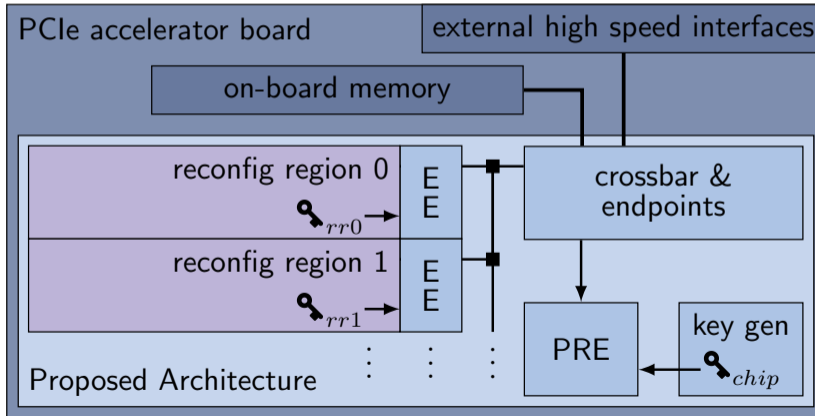 PCIe accelerator board
external high speed interfaces
on-board memory
reconfig region 0
rr0
E
E
crossbar &
endpoints
reconfig region 1
rr1
E
E
PRE
key gen
chip
Proposed Architecture